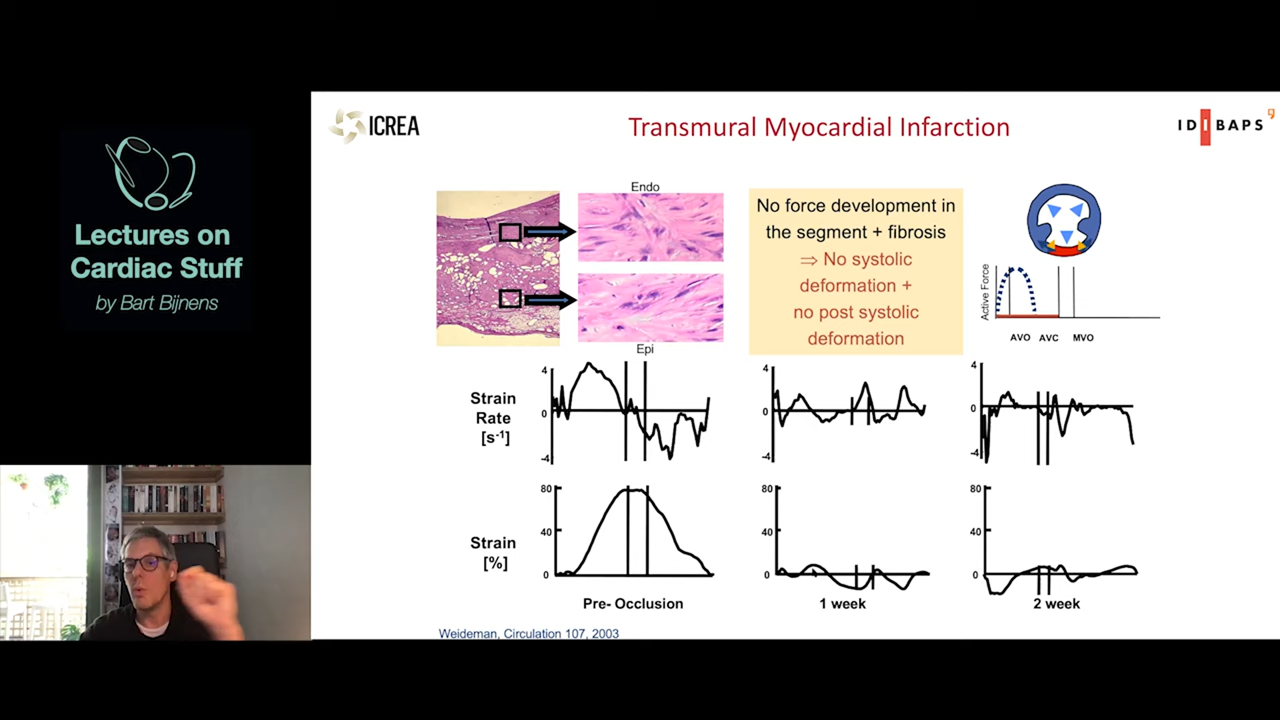 Lectures on
Cardiac Stuff
by Bart Bijnens
ICREA
Transmural Myocardial Infarction
IDIBAPS
Endo
Epi
No force development in
the segment + fibrosis
⇒ No systolic
deformation +
no post systolic
deformation
Active Force
AVO AVC MVO
Strain
Rate
[s-1]
4
0
-4
4
0
-4
4
0
-4
Strain
[%]
80
40
0
80
40
0
80
40
0
Pre- Occlusion
1 week
2 week
Weideman, Circulation 107, 2003